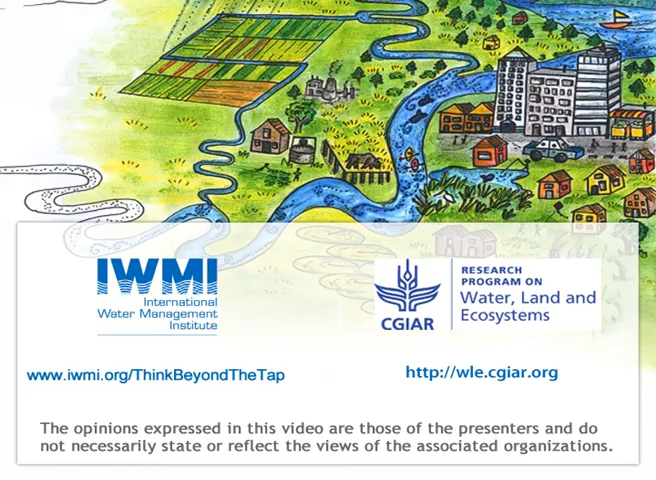 IWMI
International
Water Management
Institute
CGIAR
RESEARCH
PROGRAM ON
Water, Land and
Ecosystems
www.iwmi.org/ThinkBeyondTheTap
http://wle.cgiar.org
The opinions expressed in this video are those of the presenters and do
not necessarily state or reflect the views of the associated organizations.